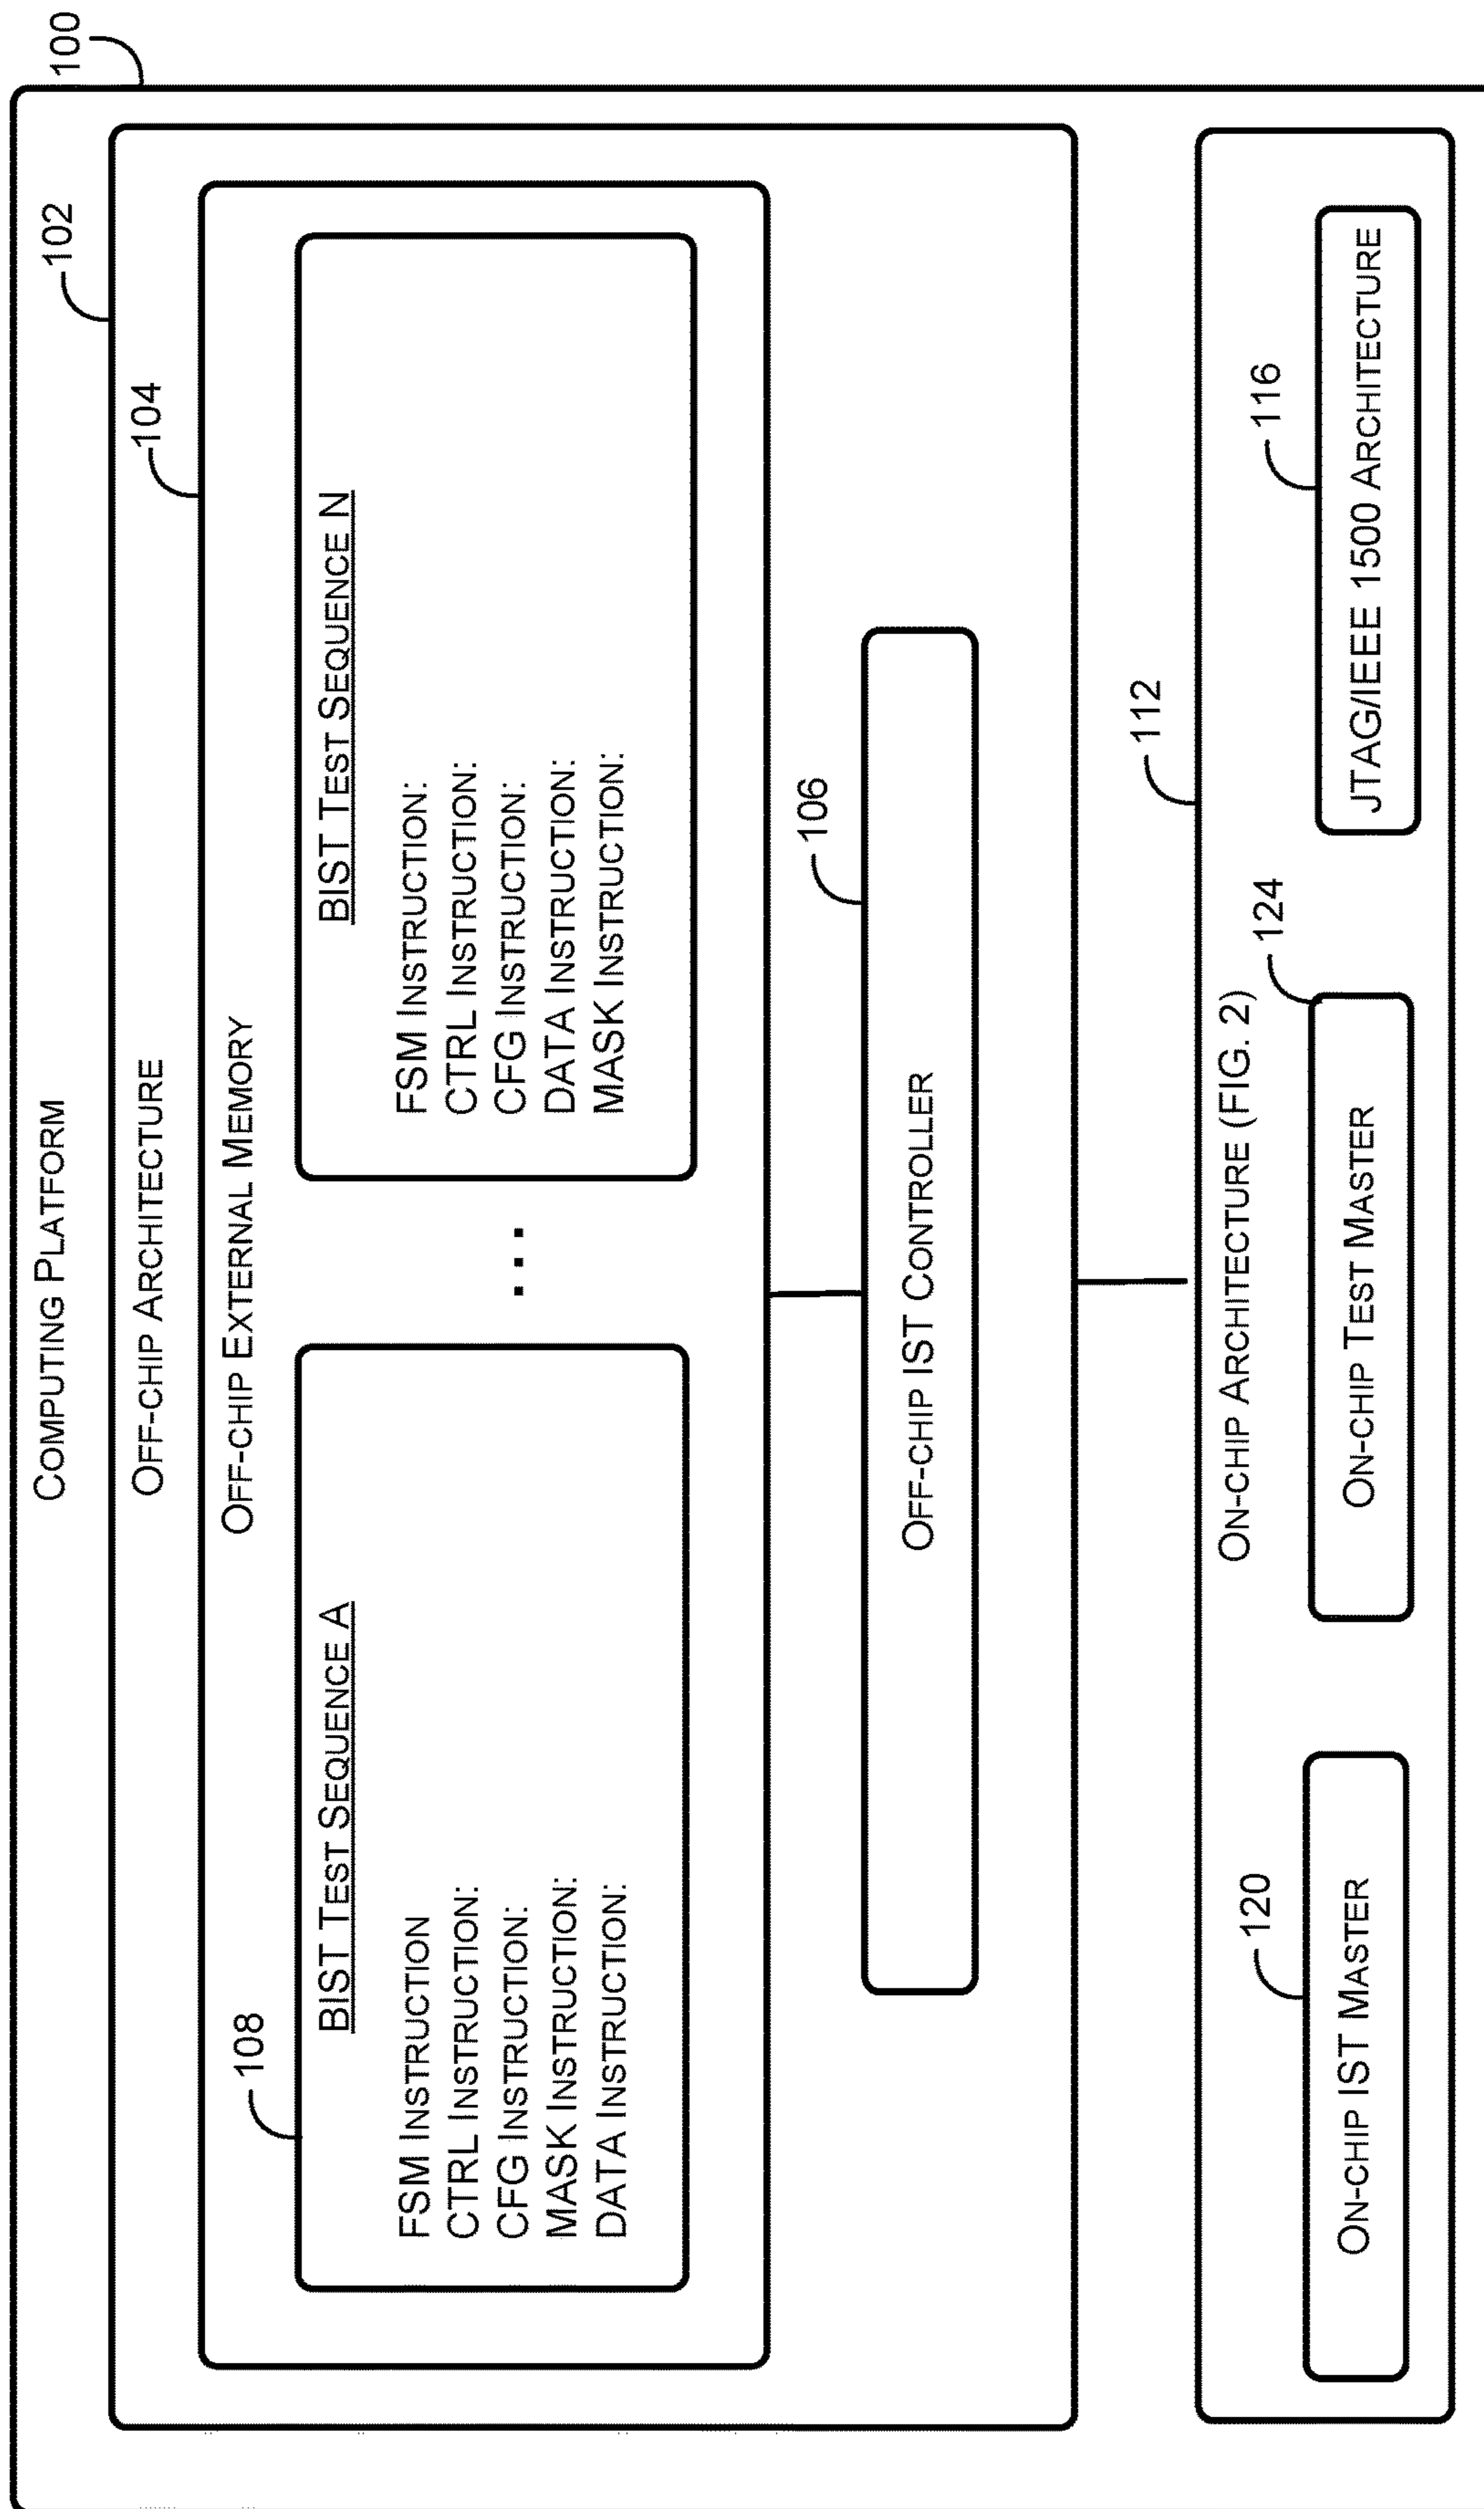 100
COMPUTING PLATFORM
102
OFF-CHIP ARCHITECTURE
104
OFF-CHIP EXTERNAL MEMORY
108
BIST TEST SEQUENCE A
FSM INSTRUCTION
CTRL INSTRUCTION:
CFG INSTRUCTION:
MASK INSTRUCTION:
DATA INSTRUCTION:
...
BIST TEST SEQUENCE N
FSM INSTRUCTION:
CTRL INSTRUCTION:
CFG INSTRUCTION:
DATA INSTRUCTION:
MASK INSTRUCTION:
106
OFF-CHIP IST CONTROLLER
112
ON-CHIP ARCHITECTURE (FIG. 2)
120
ON-CHIP IST MASTER
124
ON-CHIP TEST MASTER
116
JTAG/IEEE 1500 ARCHITECTURE